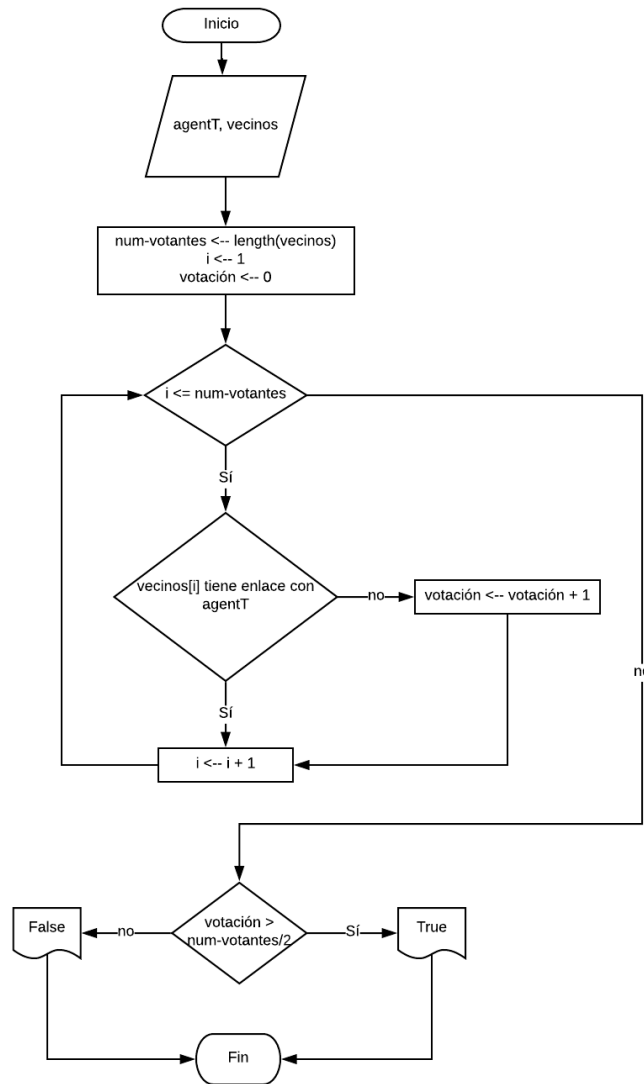 Inicio
agentT, vecinos
num-votantes <-- length(vecinos)
i <-- 1
votación <-- 0
i <= num-votantes
Sí
vecinos[i] tiene enlace con
agentT
no
votación <-- votación + 1
no
Sí
i <-- i + 1
votación >
num-votantes/2
no
False
Sí
True
Fin